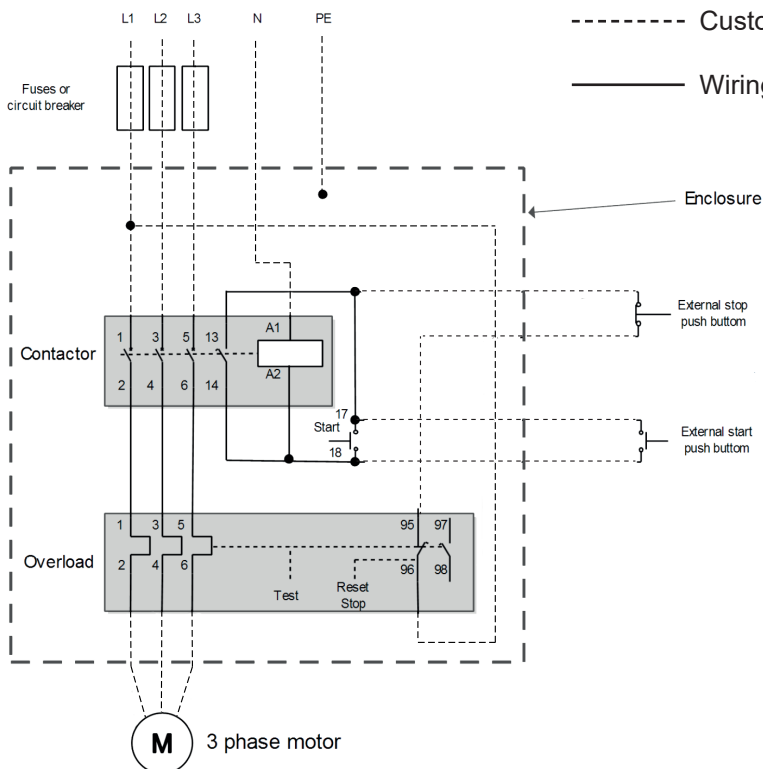 L1 L2 L3 N PE
Fuses or
circuit breaker
Enclosure
External stop
push buttom
Contactor
1 3 5 13 A1
2 4 6 14 A2
17
Start
18
External start
push buttom
Overload
1 3 5 95 97
2 4 6 96 98
Test
Reset
Stop
M
3 phase motor